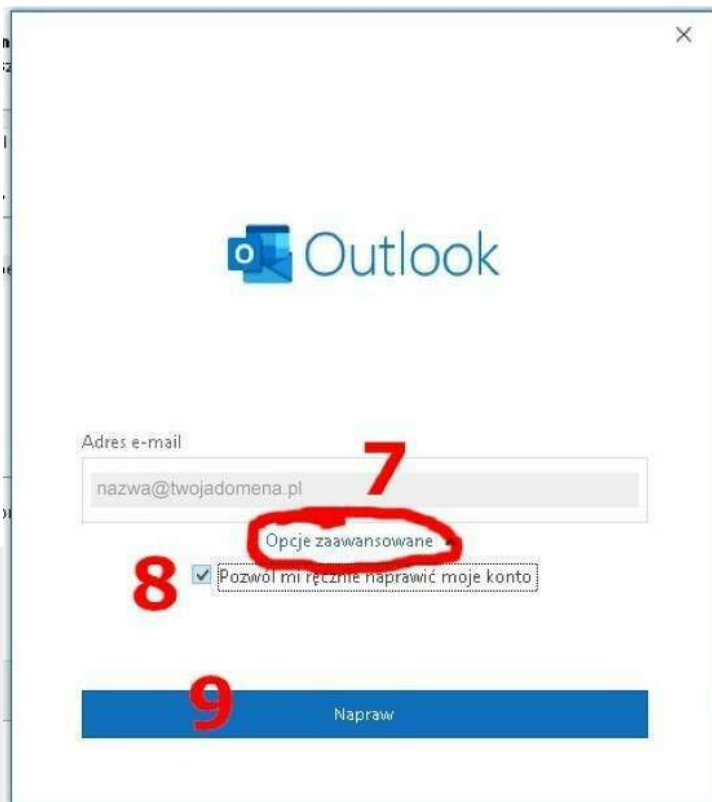 Outlook
Adres e-mail
7
nazwa@twojadomena.pl
Opcje zaawansowane
8
Pozwól mi ręcznie naprawić moje konto
9
Napraw